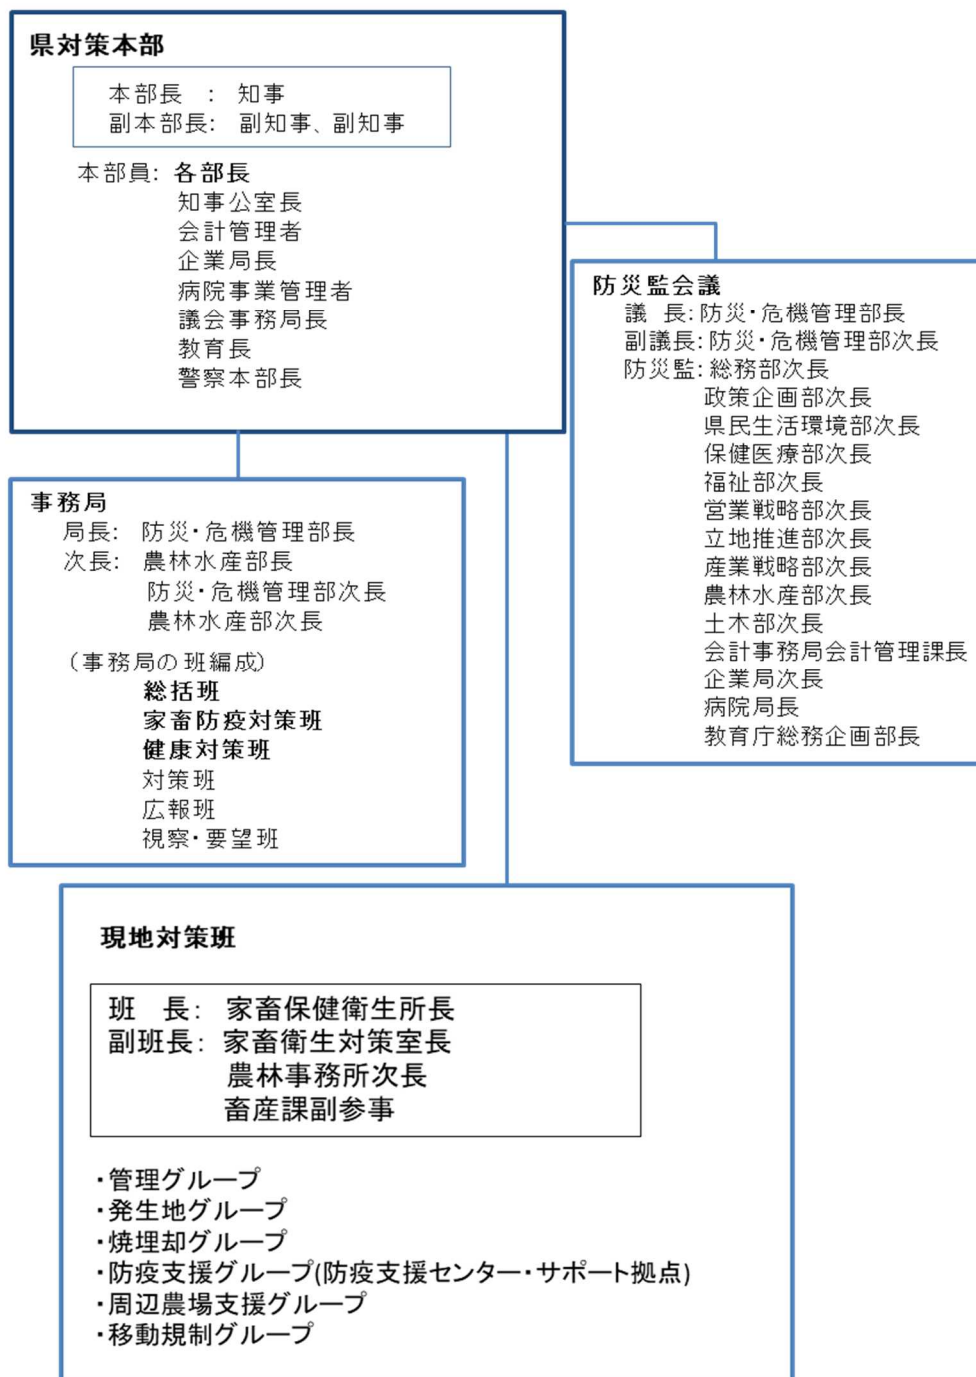 県対策本部
本部長 : 知事
副本部長: 副知事、副知事
本部員: 各部長
知事公室長
会計管理者
企業局長
病院事業管理者
議会事務局長
教育長
警察本部長
防災監会議
議 長: 防災・危機管理部長
副議長: 防災・危機管理部次長
防災監: 総務部次長
政策企画部次長
県民生活環境部次長
保健医療部次長
福祉部次長
営業戦略部次長
立地推進部次長
産業戦略部次長
農林水産部次長
土木部次長
会計事務局会計管理課長
企業局次長
病院局長
教育庁総務企画部長
事務局
局長: 防災・危機管理部長
次長: 農林水産部長
防災・危機管理部次長
農林水産部次長
(事務局の班編成)
総括班
家畜防疫対策班
健康対策班
対策班
広報班
視察・要望班
現地対策班
班 長: 家畜保健衛生所長
副班長: 家畜衛生対策室長
農林事務所次長
畜産課副参事
・管理グループ
・発生地グループ
・焼埋却グループ
・防疫支援グループ(防疫支援センター・サポート拠点)
・周辺農場支援グループ
・移動規制グループ